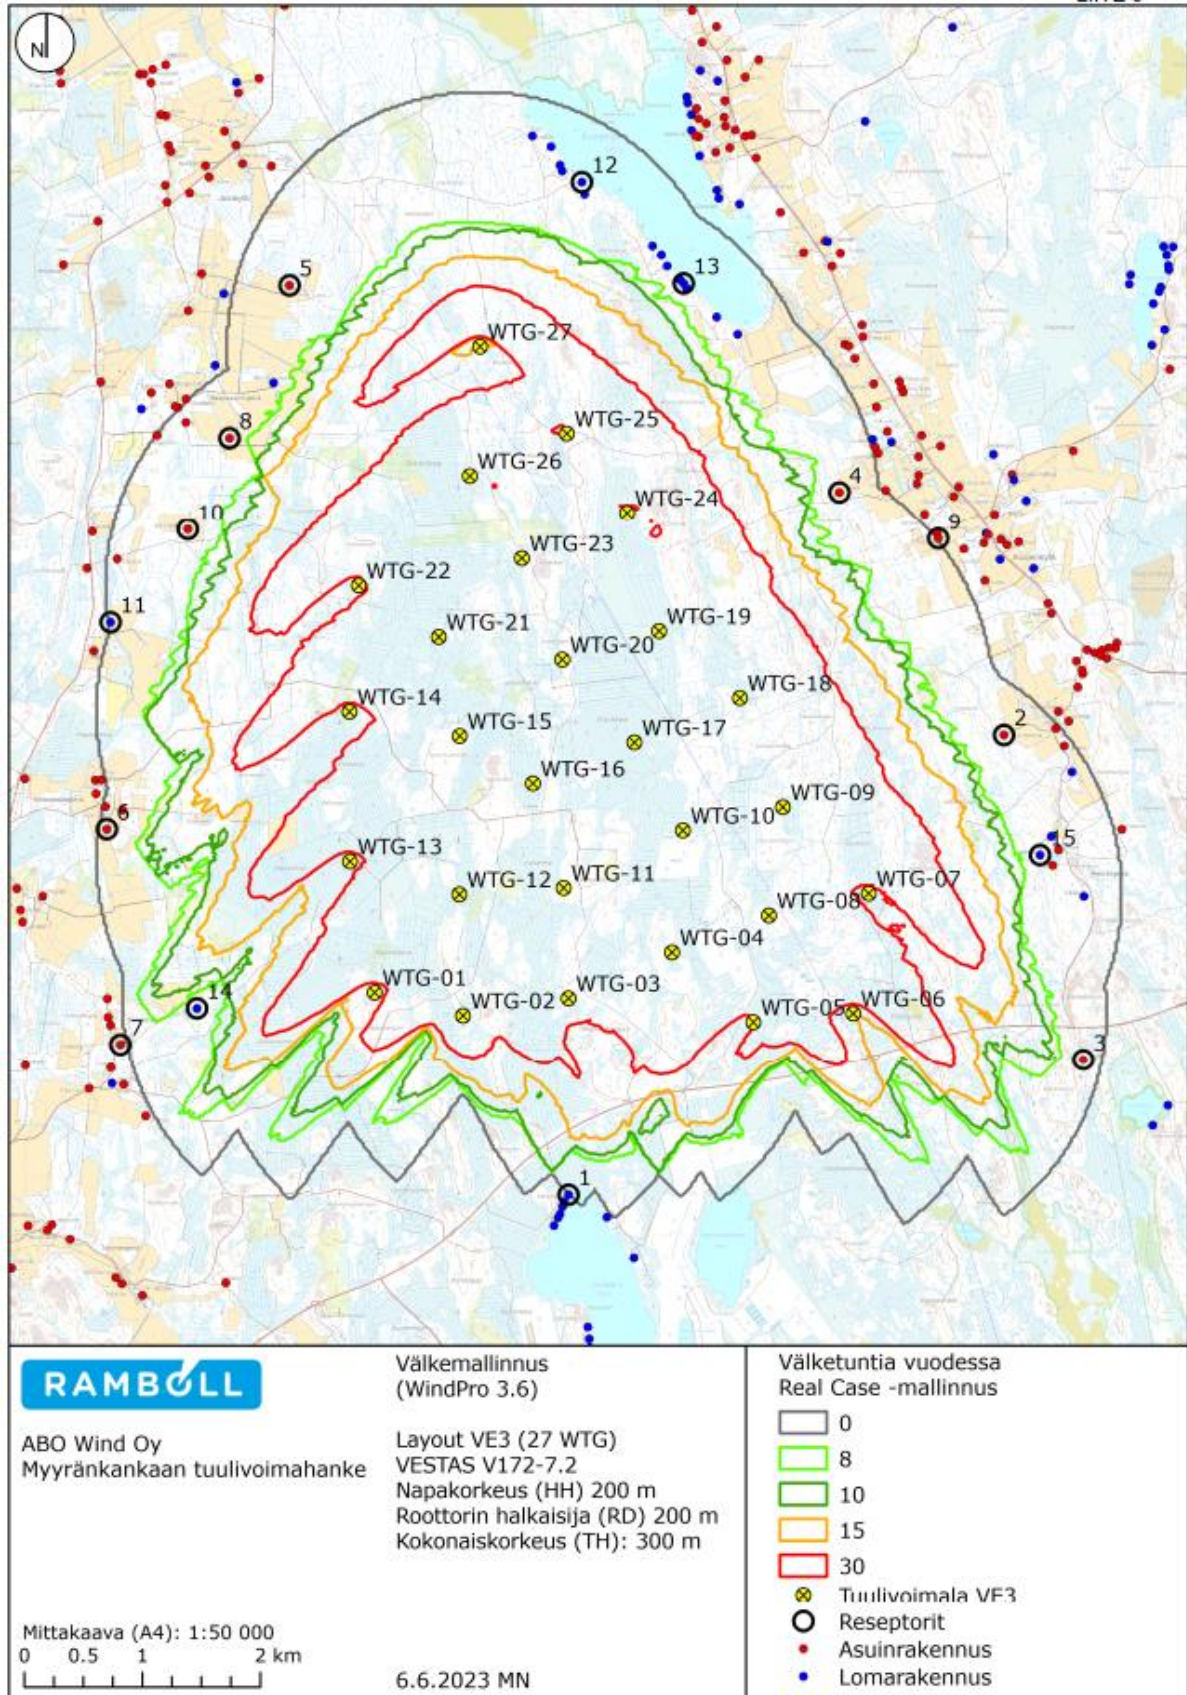 N
12
13
5
WTG-27
8
WTG-25
WTG-26
4
WTG-24
10
9
WTG-23
WTG-22
11
WTG-21
WTG-19
WTG-20
WTG-14
WTG-18
2
WTG-15
WTG-17
WTG-16
WTG-09
6
WTG-10
15
WTG-13
WTG-12
WTG-11
WTG-07
WTG-08
WTG-04
WTG-01
14
WTG-02
WTG-03
WTG-05
WTG-06
7
3
1
RAMBOLL
ABO Wind Oy
Myyränkankaan tuulivoimahanke
Mittakaava (A4): 1:50 000
0 0.5 1 2 km
Välkemallinnus
(WindPro 3.6)
Layout VE3 (27 WTG)
VESTAS V172-7.2
Napakorkeus (HH) 200 m
Roottorin halkaisija (RD) 200 m
Kokonaiskorkeus (TH): 300 m
6.6.2023 MN
Välketuntia vuodessa
Real Case -mallinnus
0
8
10
15
30
Tuulivoimala VE3
Reseptorit
Asuinrakennus
Lomarakennus